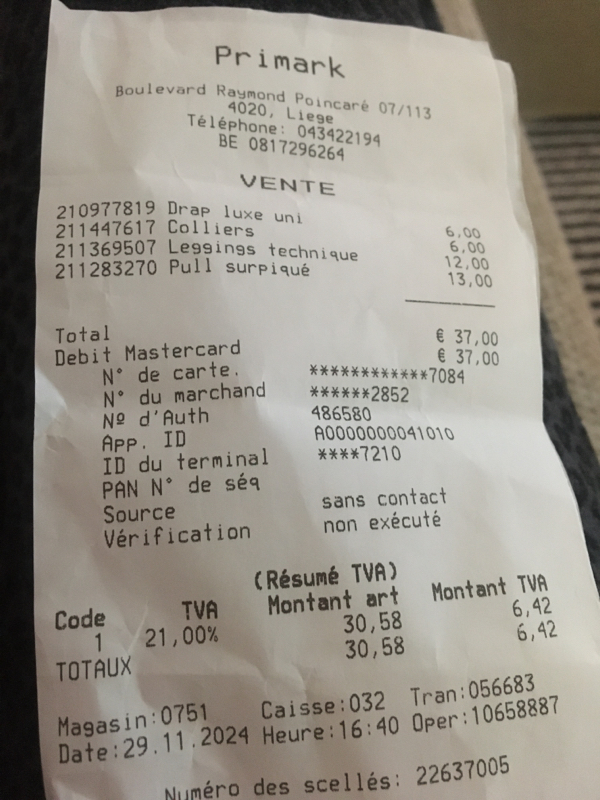 Primark
Boulevard Raymond Poincaré 07/113
4020, Liege
Téléphone: 043422194
BE 0817296264
VENTE
210977819 Drap luxe uni 6,00
211447617 Colliers 6,00
211369507 Leggings technique 12,00
211283270 Pull surpiqué 13,00
Total € 37,00
Debit Mastercard € 37,00
N° de carte. ************7084
N° du marchand ******2852
Nº d'Auth 486580
App. ID A0000000041010
ID du terminal ****7210
PAN N° de séq
Source sans contact
Vérification non exécuté
(Résumé TVA)
Code TVA Montant art Montant TVA
1 21,00% 30,58 6,42
TOTAUX 30,58 6,42
Magasin:0751 Caisse:032 Tran:056683
Date:29.11.2024 Heure:16:40 Oper:10658887
Numéro des scellés: 22637005